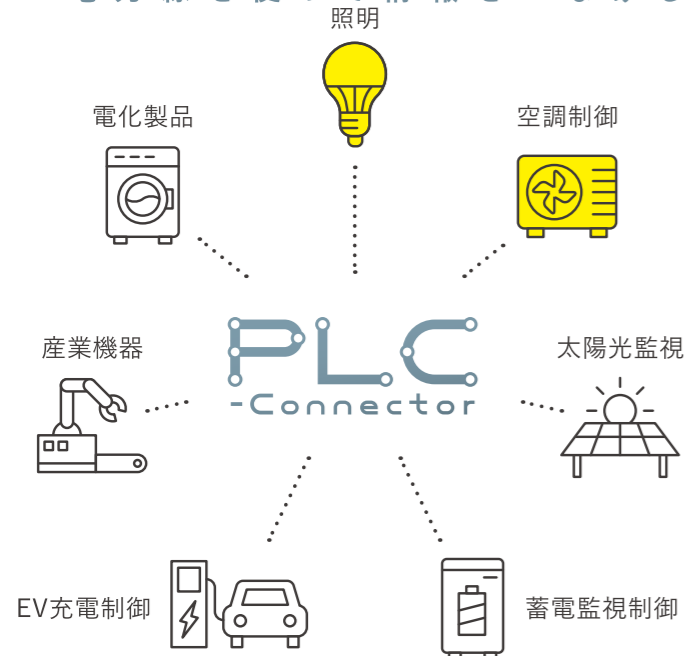 照明
電化製品
空調制御
PLC
-Connector
産業機器
太陽光監視
EV充電制御
蓄電監視制御